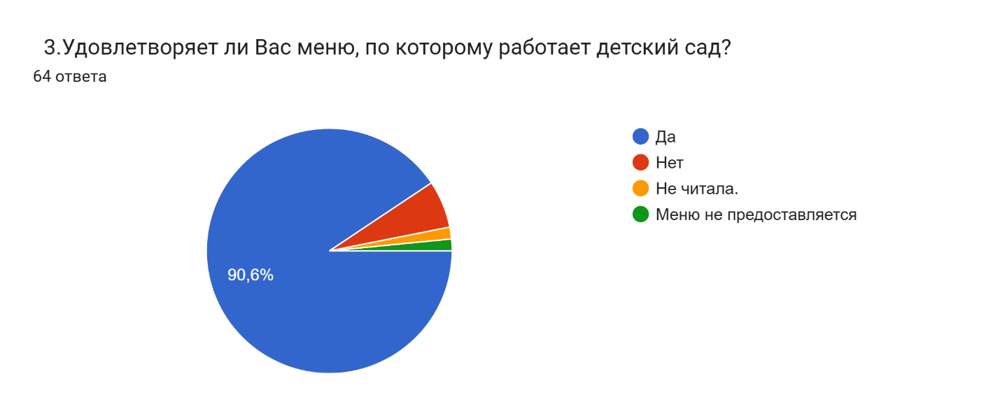 3.Удовлетворяет ли Вас меню, по которому работает детский сад?
64 ответа
90,6%
Да
Нет
Не читала.
Меню не предоставляется